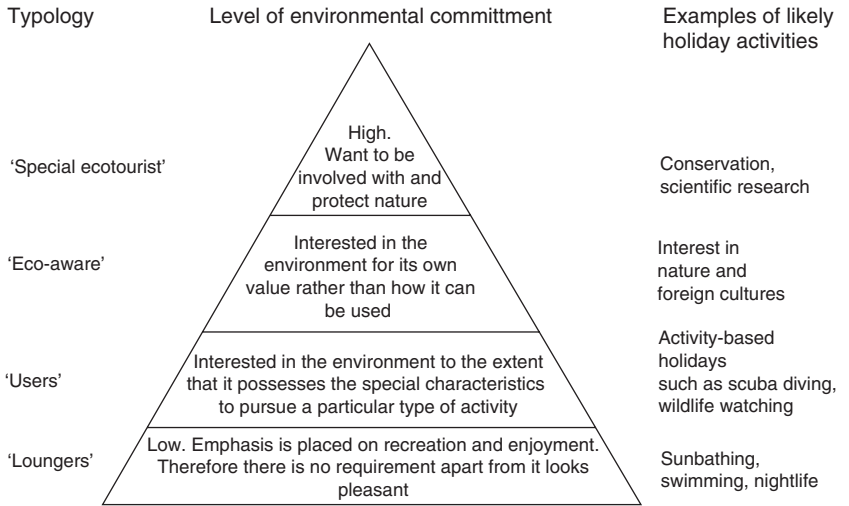 Typology
Level of environmental committment
Examples of likely
holiday activities
'Special ecotourist'
High.
Want to be
involved with and
protect nature
Conservation,
scientific research
'Eco-aware'
Interested in the
environment for its own
value rather than how it can
be used
Interest in
nature and
foreign cultures
'Users'
Interested in the environment to the extent
that it possesses the special characteristics
to pursue a particular type of activity
Activity-based
holidays
such as scuba diving,
wildlife watching
'Loungers'
Low. Emphasis is placed on recreation and enjoyment.
Therefore there is no requirement apart from it looks
pleasant
Sunbathing,
swimming, nightlife